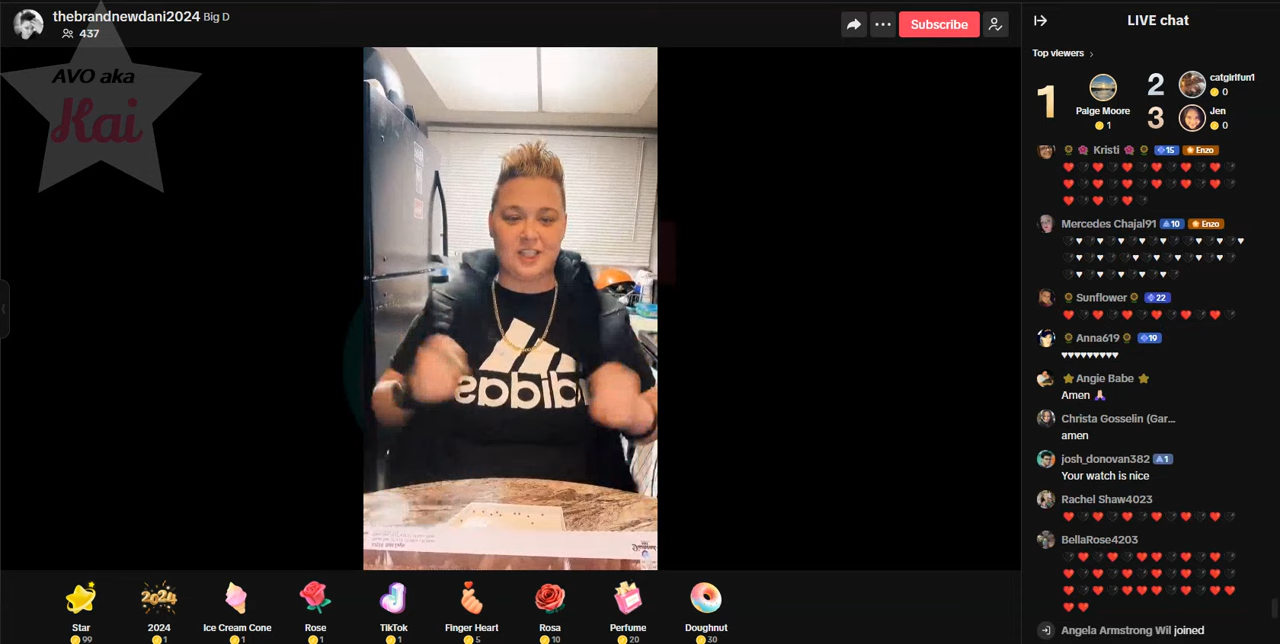 thebrandnewdani2024 Big D
437
Subscribe
LIVE chat
AVO aka
Kai
Top viewers
1
Paige Moore
1
2
catgirlfun1
0
3
Jen
0
Kristi 15 Enzo
Mercedes Chajal91 10 Enzo
Sunflower 22
Anna619 19
Angie Babe
Amen
Christa Gosselin (Gar...
amen
josh_donovan382 1
Your watch is nice
Rachel Shaw4023
BellaRose4203
Angela Armstrong Wil joined
adidas
Star
99
2024
2024
1
Ice Cream Cone
1
Rose
1
TikTok
1
Finger Heart
5
Rosa
10
Perfume
20
Doughnut
30